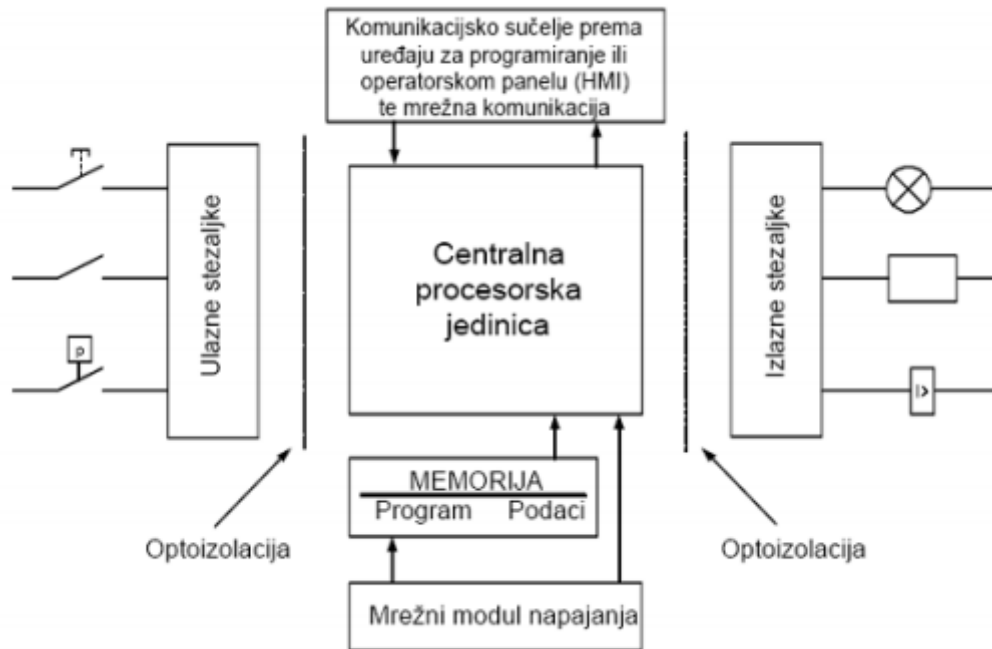 Komunikacijsko sučelje prema
uređaju za programiranje ili
operatorskom panelu (HMI)
te mrežna komunikacija
Ulazne stezaljke
Centralna
procesorska
jedinica
Izlazne stezaljke
p
I>
MEMORIJA
Program Podaci
Optoizolacija
Optoizolacija
Mrežni modul napajanja